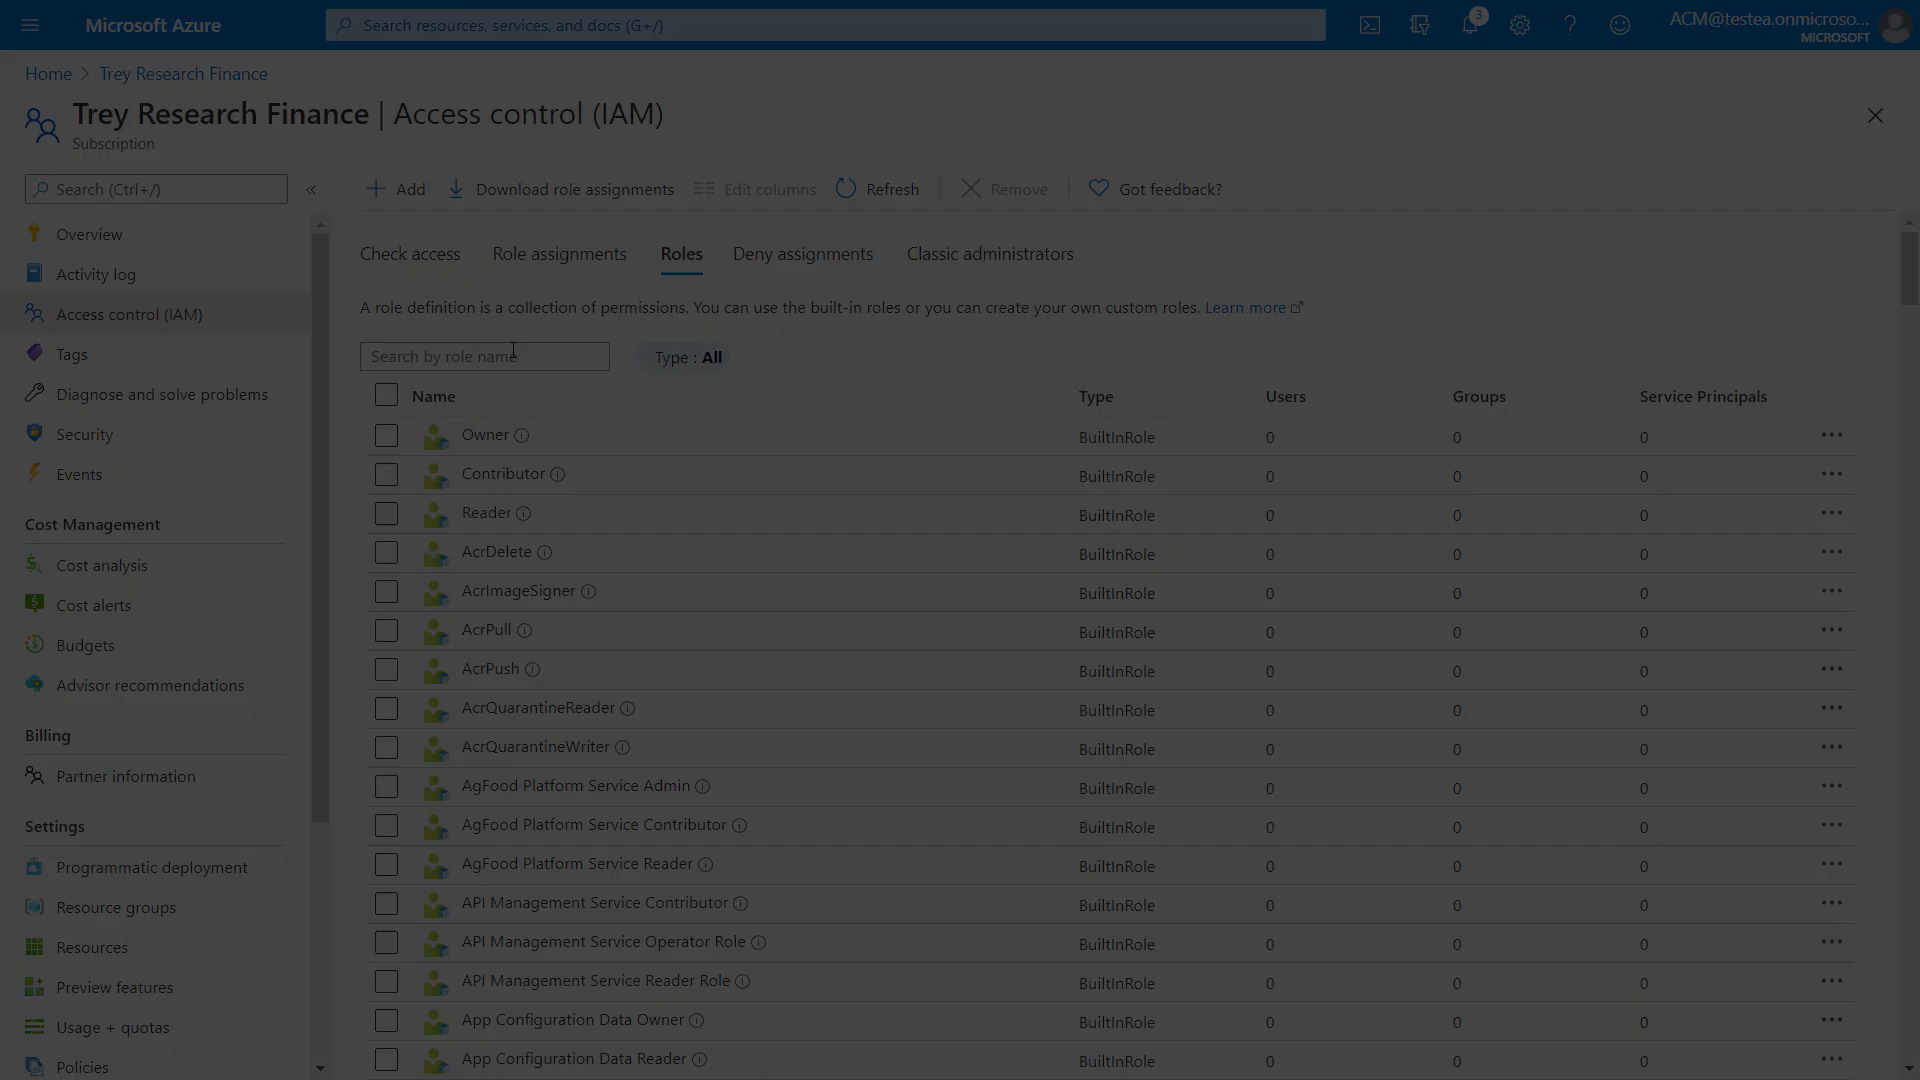 Microsoft Azure
Search resources, services, and docs (G+/)
3
ACM@testea.onmicroso...
MICROSOFT
Home > Trey Research Finance
Trey Research Finance | Access control (IAM)
Subscription
Search (Ctrl+/)
«
Add
Download role assignments
Edit columns
Refresh
Remove
Got feedback?
Overview
Activity log
Access control (IAM)
Tags
Diagnose and solve problems
Security
Events
Cost Management
Cost analysis
Cost alerts
Budgets
Advisor recommendations
Billing
Partner information
Settings
Programmatic deployment
Resource groups
Resources
Preview features
Usage + quotas
Policies
Check access Role assignments Roles Deny assignments Classic administrators
A role definition is a collection of permissions. You can use the built-in roles or you can create your own custom roles. Learn more
Search by role name
Type : All
Name Type Users Groups Service Principals
Owner BuiltInRole 0 0 0
Contributor BuiltInRole 0 0 0
Reader BuiltInRole 0 0 0
AcrDelete BuiltInRole 0 0 0
AcrImageSigner BuiltInRole 0 0 0
AcrPull BuiltInRole 0 0 0
AcrPush BuiltInRole 0 0 0
AcrQuarantineReader BuiltInRole 0 0 0
AcrQuarantineWriter BuiltInRole 0 0 0
AgFood Platform Service Admin BuiltInRole 0 0 0
AgFood Platform Service Contributor BuiltInRole 0 0 0
AgFood Platform Service Reader BuiltInRole 0 0 0
API Management Service Contributor BuiltInRole 0 0 0
API Management Service Operator Role BuiltInRole 0 0 0
API Management Service Reader Role BuiltInRole 0 0 0
App Configuration Data Owner BuiltInRole 0 0 0
App Configuration Data Reader BuiltInRole 0 0 0